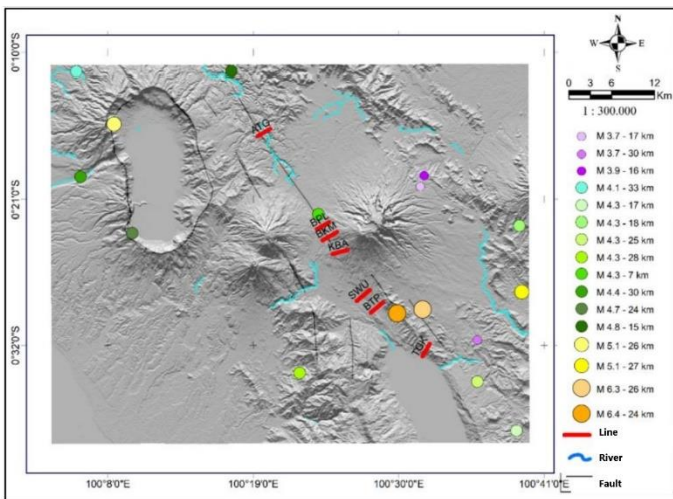 N
W E
S
0 3 6 12
Km
1 : 300.000
M 3.7 - 17 km
M 3.7 - 30 km
M 3.9 - 16 km
M 4.1 - 33 km
M 4.3 - 17 km
M 4.3 - 18 km
M 4.3 - 25 km
M 4.3 - 28 km
M 4.3 - 7 km
M 4.4 - 30 km
M 4.7 - 24 km
M 4.8 - 15 km
M 5.1 - 26 km
M 5.1 - 27 km
M 6.3 - 26 km
M 6.4 - 24 km
Line
River
Fault
0°10'0"S
0°21'0"S
0°32'0"S
ATG
BPL
BKM
KBA
SWU
BTP
100°8'0"E
100°19'0"E
100°30'0"E
100°41'0"E